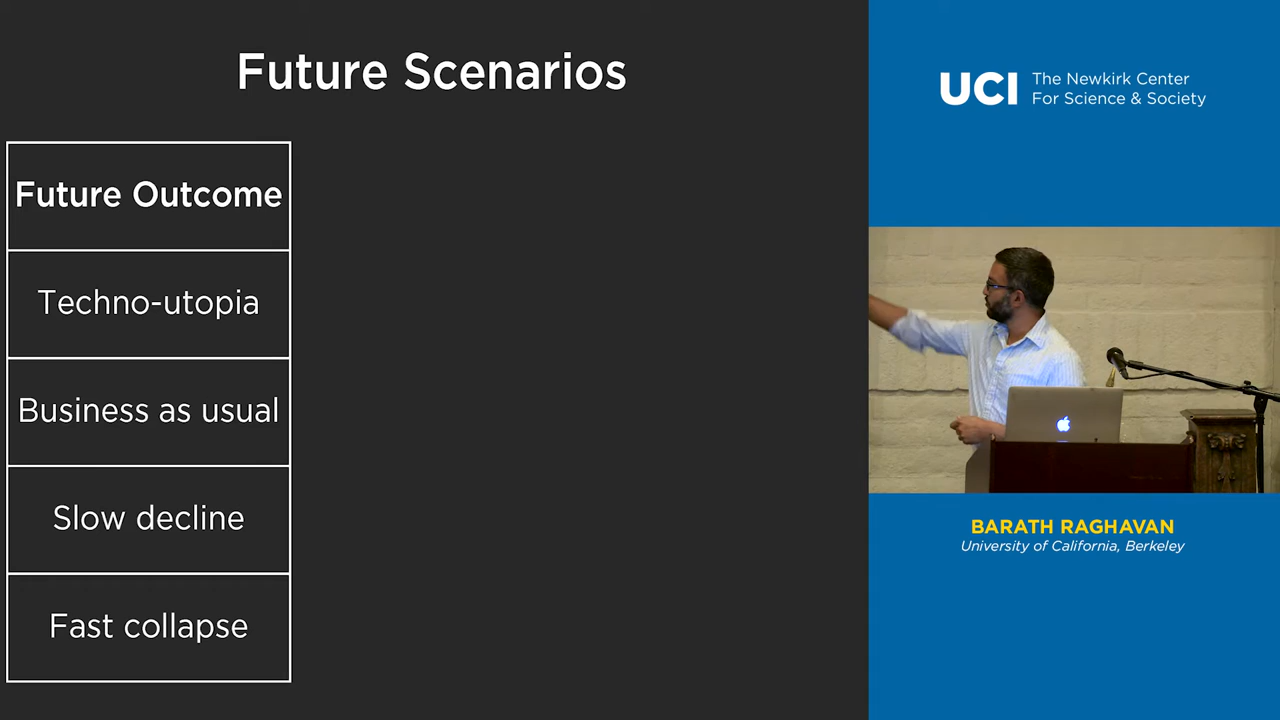 Future Scenarios
Future Outcome
Techno-utopia
Business as usual
Slow decline
Fast collapse
UCI
The Newkirk Center
For Science & Society
BARATH RAGHAVAN
University of California, Berkeley